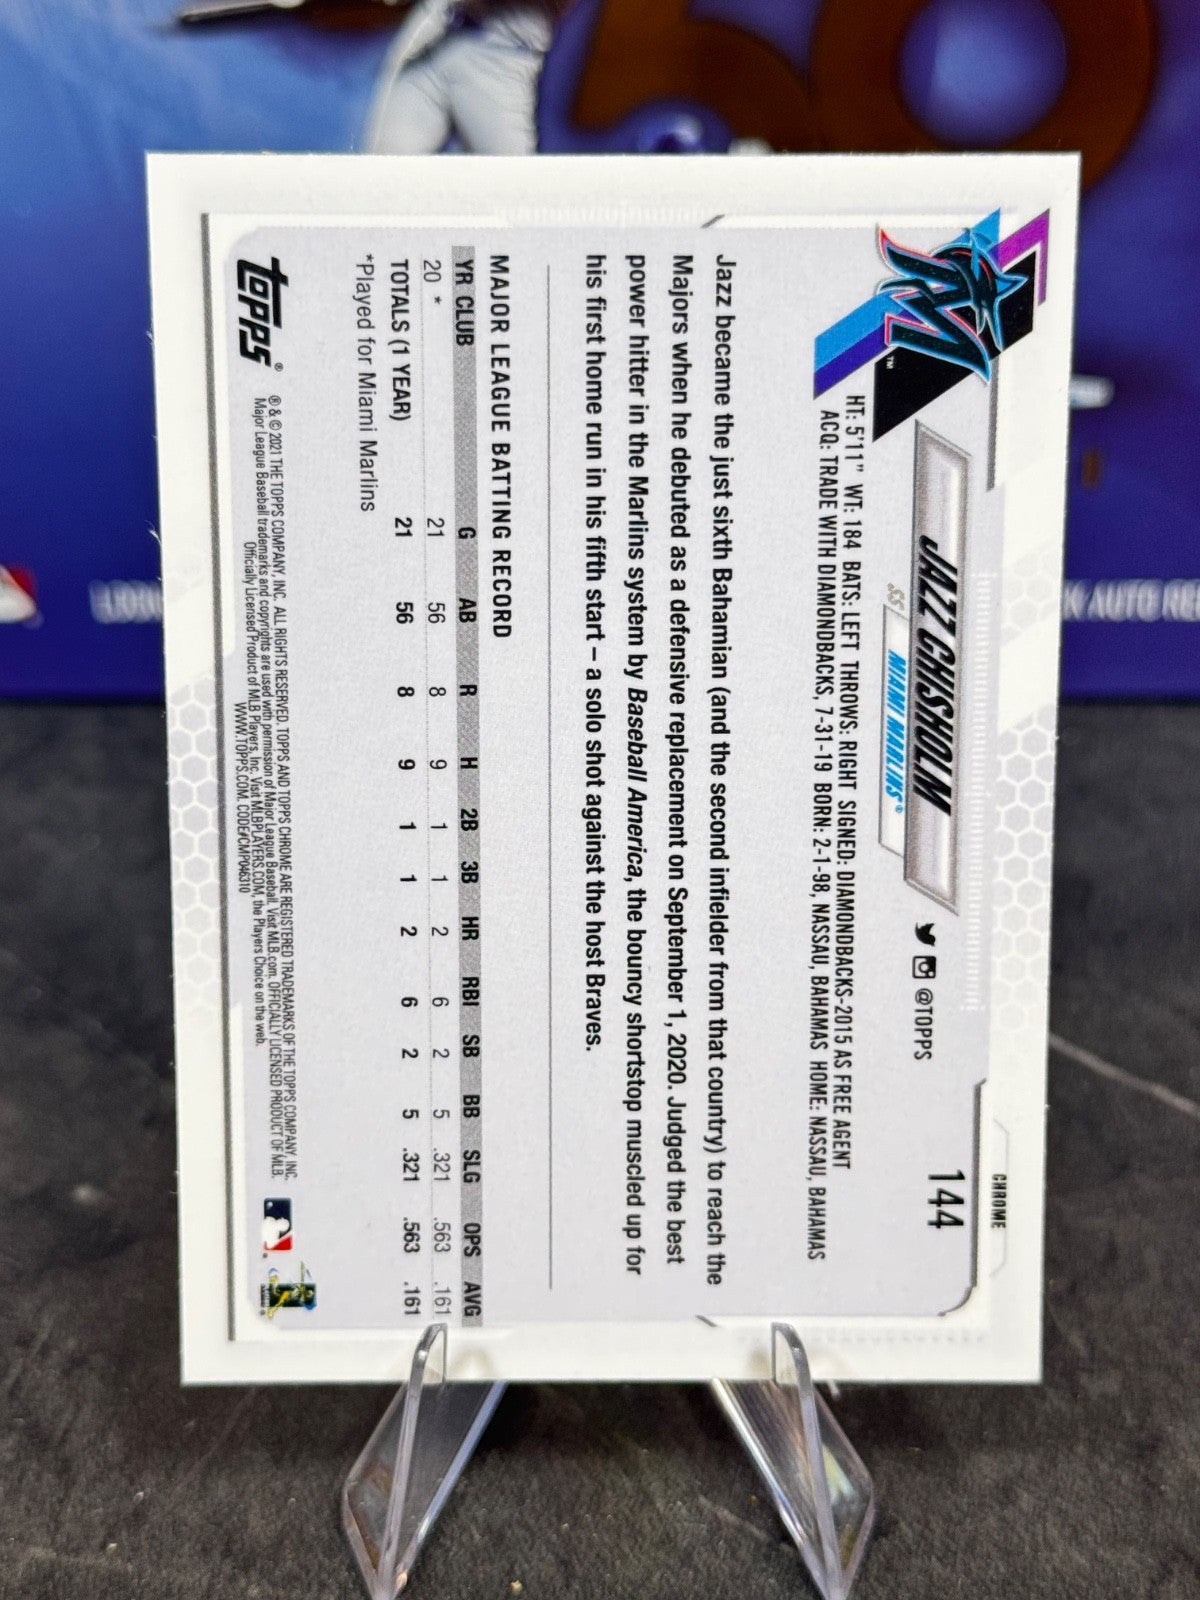 CHROME
144
JAZZ CHISHOLM
@TOPPS
SS
MIAMI MARLINS®
TM
HT: 5'11" WT: 184 BATS: LEFT THROWS: RIGHT SIGNED: DIAMONDBACKS-2015 AS FREE AGENT
ACQ: TRADE WITH DIAMONDBACKS, 7-31-19 BORN: 2-1-98, NASSAU, BAHAMAS HOME: NASSAU, BAHAMAS
Jazz became the just sixth Bahamian (and the second infielder from that country) to reach the
Majors when he debuted as a defensive replacement on September 1, 2020. Judged the best
power hitter in the Marlins system by Baseball America, the bouncy shortstop muscled up for
his first home run in his fifth start – a solo shot against the host Braves.
MAJOR LEAGUE BATTING RECORD
YR CLUB G AB R H 2B 3B HR RBI SB BB SLG OPS AVG
20 * 21 56 8 9 1 1 2 6 2 5 .321 .563 .161
TOTALS (1 YEAR) 21 56 8 9 1 1 2 6 2 5 .321 .563 .161
*Played for Miami Marlins
topps®
® & © 2021 THE TOPPS COMPANY, INC. ALL RIGHTS RESERVED. TOPPS AND TOPPS CHROME ARE REGISTERED TRADEMARKS OF THE TOPPS COMPANY, INC.
Major League Baseball trademarks and copyrights are used with permission of Major League Baseball. Visit MLB.com. OFFICIALLY LICENSED PRODUCT OF MLB.
Officially Licensed Product of MLB Players, Inc. Visit MLBPLAYERS.COM, the Players Choice on the web.
WWW.TOPPS.COM. CODE#CMP046310
AUTO